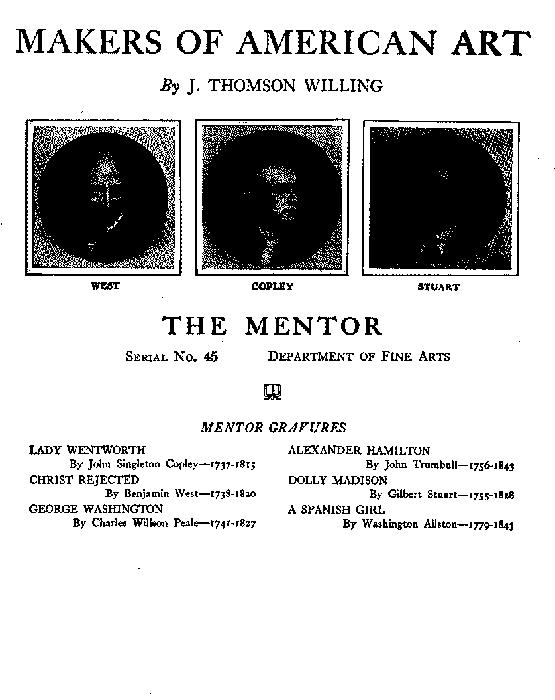 MAKERS OF AMERICAN ART
By J. THOMSON WILLING
WEST
COPLEY
STUART
THE MENTOR
SERIAL No. 45 DEPARTMENT OF FINE ARTS
MENTOR GRAVURES
LADY WENTWORTH
By John Singleton Copley—1737-1815
CHRIST REJECTED
By Benjamin West—1738-1820
GEORGE WASHINGTON
By Charles Willson Peale—1741-1827
ALEXANDER HAMILTON
By John Trumbull—1756-1843
DOLLY MADISON
By Gilbert Stuart—1755-1828
A SPANISH GIRL
By Washington Allston—1779-1843